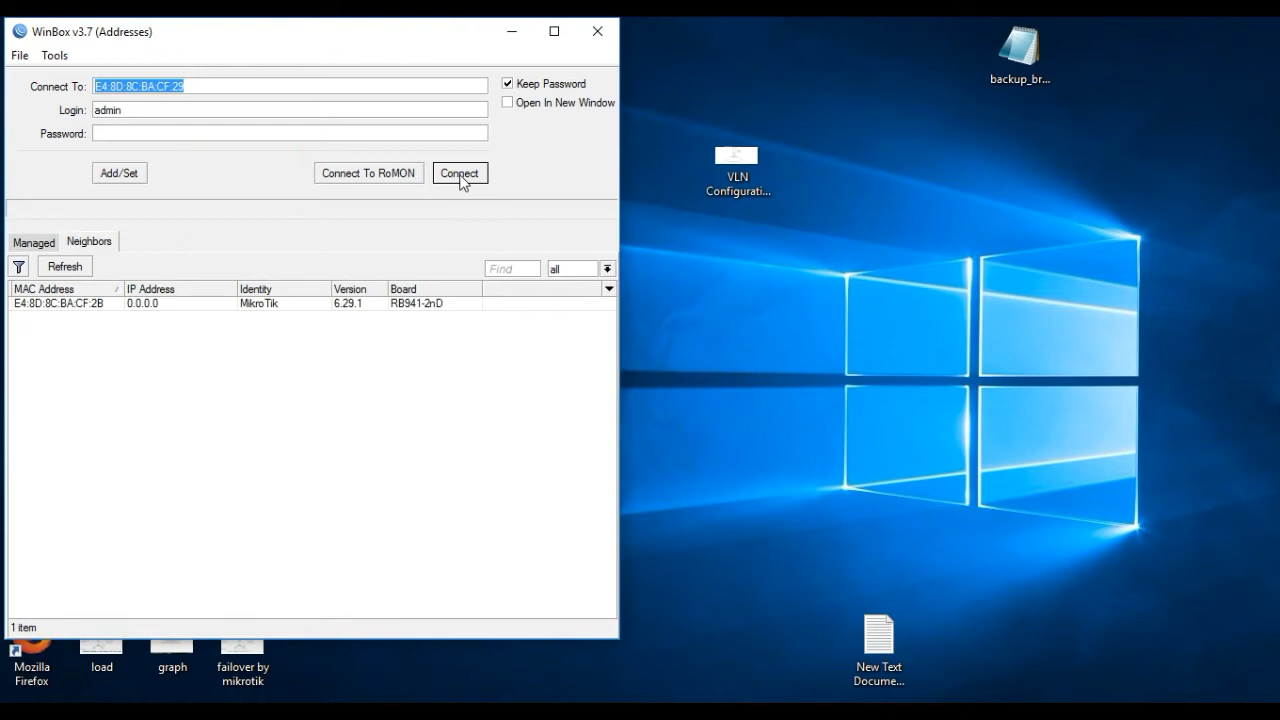 WinBox v3.7 (Addresses)
File Tools
Connect To: E4:8D:8C:BA:CF:29
Keep Password
Open In New Window
Login: admin
Password:
Add/Set
Connect To RoMON
Connect
Managed
Neighbors
Refresh
Find
all
MAC Address IP Address Identity Version Board
E4:8D:8C:BA:CF:2B 0.0.0.0 MikroTik 6.29.1 RB941-2nD
1 item
backup_br...
VLN
Configurati...
Mozilla
Firefox
load
graph
failover by
mikrotik
New Text
Docume...